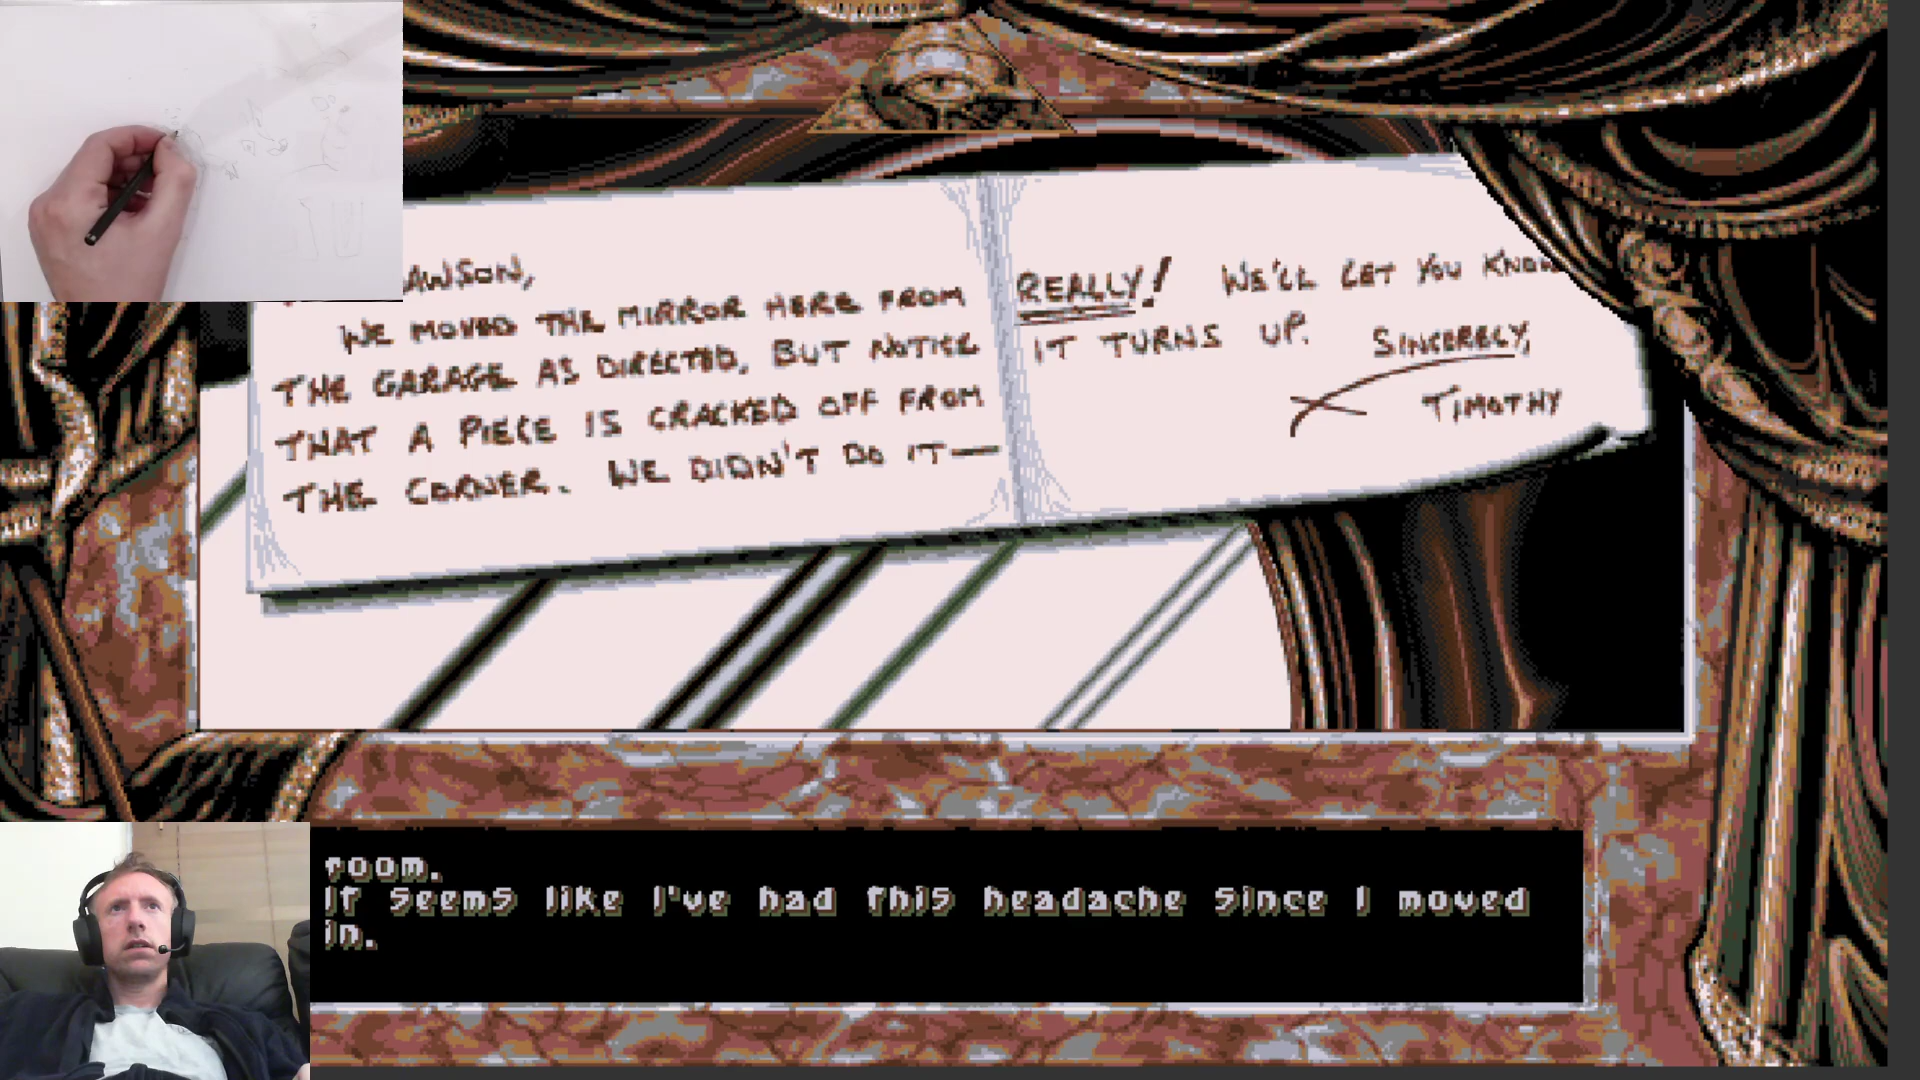 AWSON,
WE MOVED THE MIRROR HERE FROM
THE GARAGE AS DIRECTED, BUT NOTICE
THAT A PIECE IS CRACKED OFF FROM
THE CORNER. WE DIDN'T DO IT—
REALLY! WE'LL LET YOU KNOW
IT TURNS UP.
SINCERELY,
TIMOTHY
room.
It seems like I've had this headache since I moved
in.